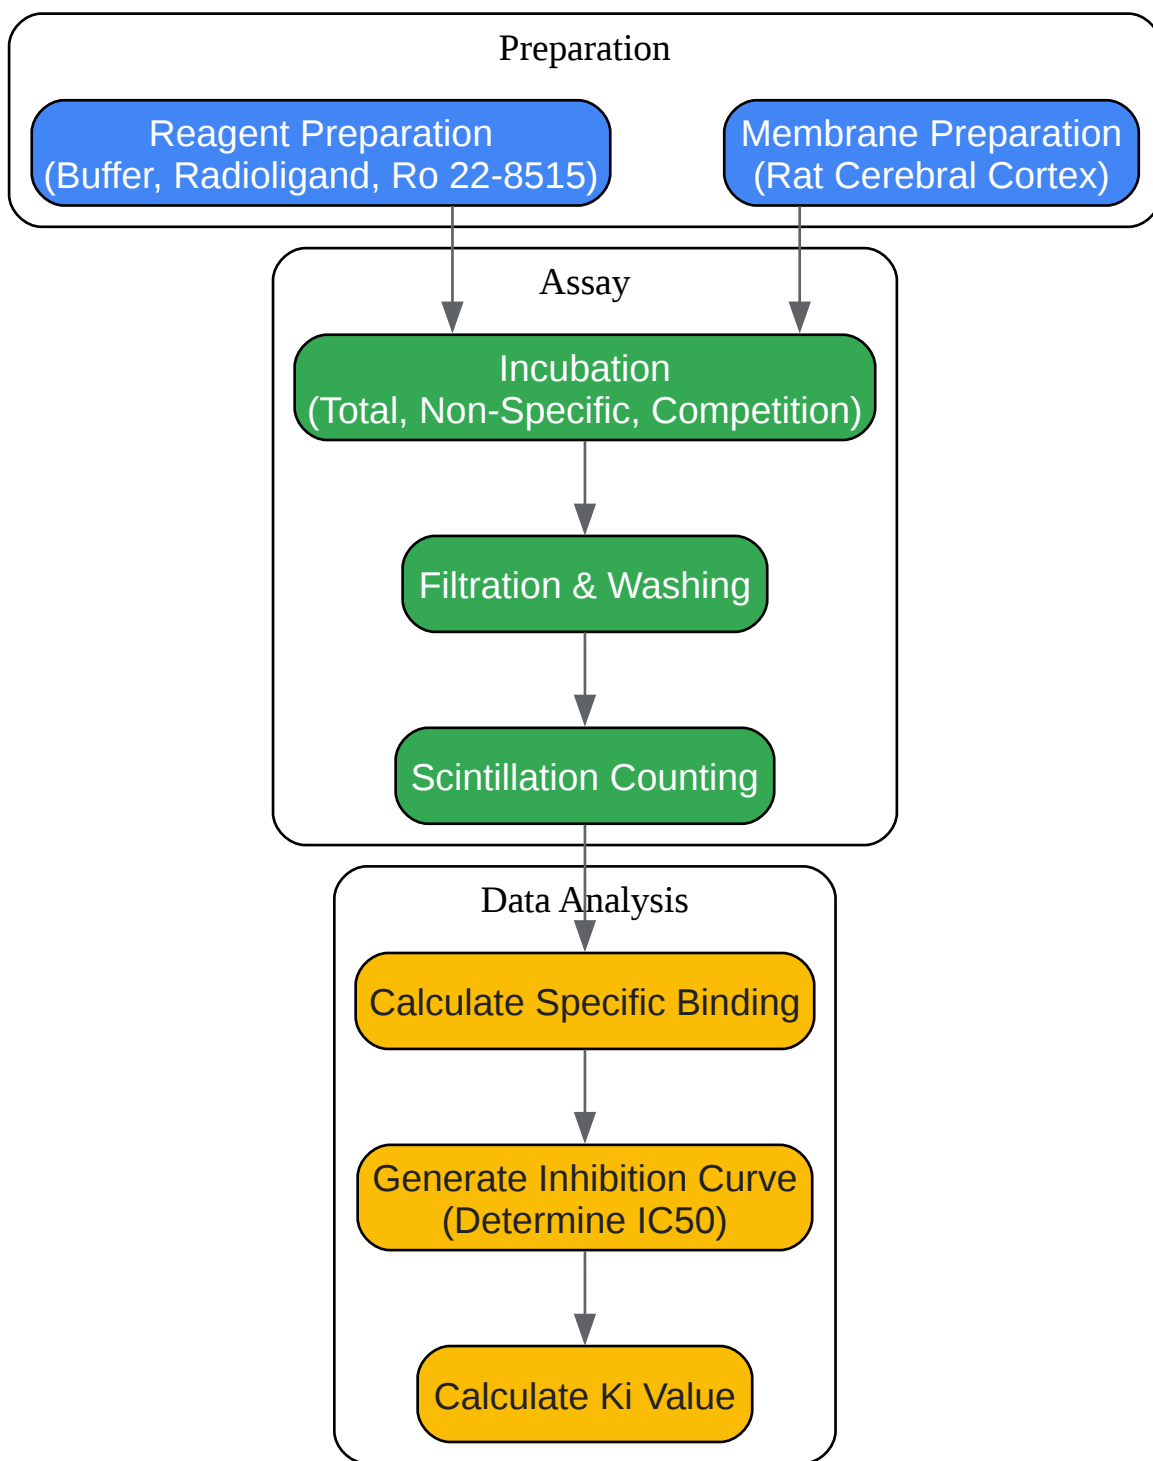 Preparation
Reagent Preparation
(Buffer, Radioligand, Ro 22-8515)
Membrane Preparation
(Rat Cerebral Cortex)
Assay
Incubation
(Total, Non-Specific, Competition)
Filtration & Washing
Scintillation Counting
Data Analysis
Calculate Specific Binding
Generate Inhibition Curve
(Determine IC50)
Calculate Ki Value